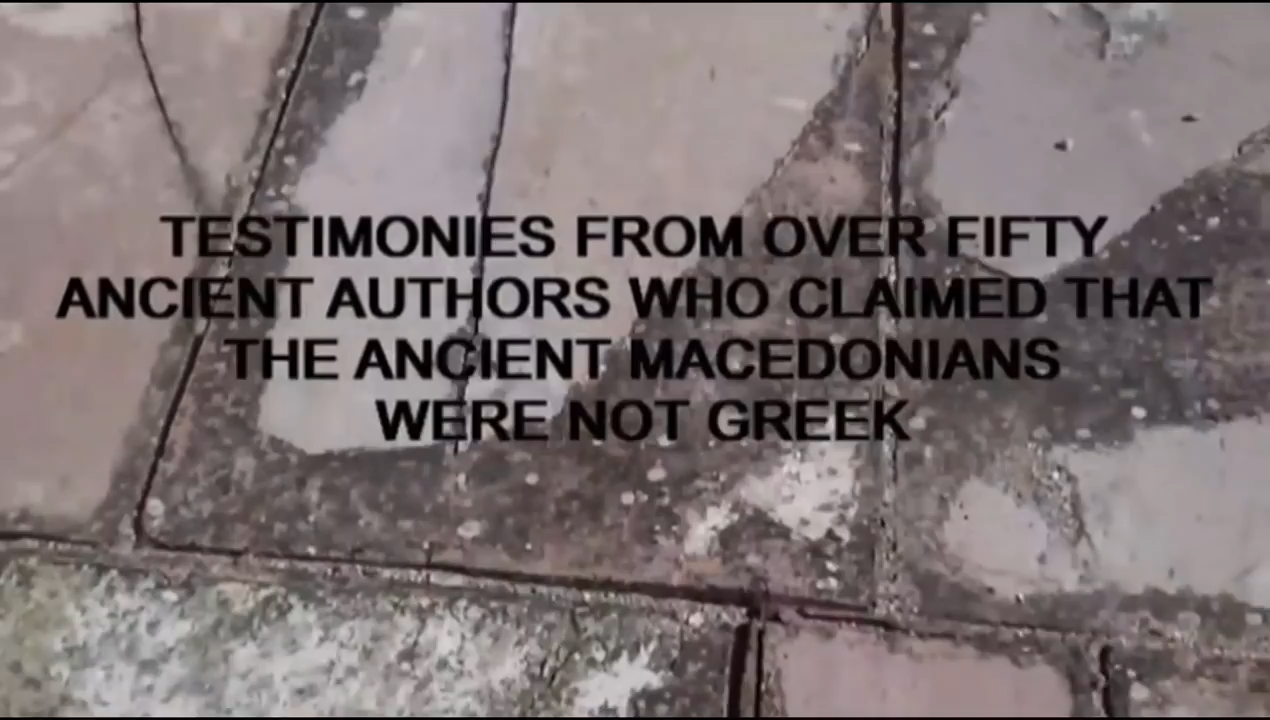 TESTIMONIES FROM OVER FIFTY
ANCIENT AUTHORS WHO CLAIMED THAT
THE ANCIENT MACEDONIANS
WERE NOT GREEK